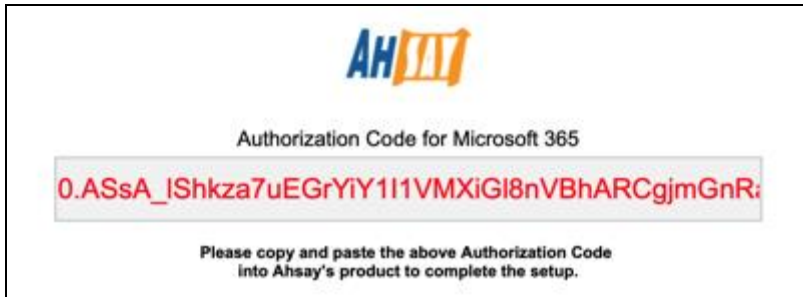 AHSAY
Authorization Code for Microsoft 365
0.ASsA_lShkza7uEGrYiY1I1VMXiGl8nVBhARCgjmGnRa
Please copy and paste the above Authorization Code
into Ahsay's product to complete the setup.